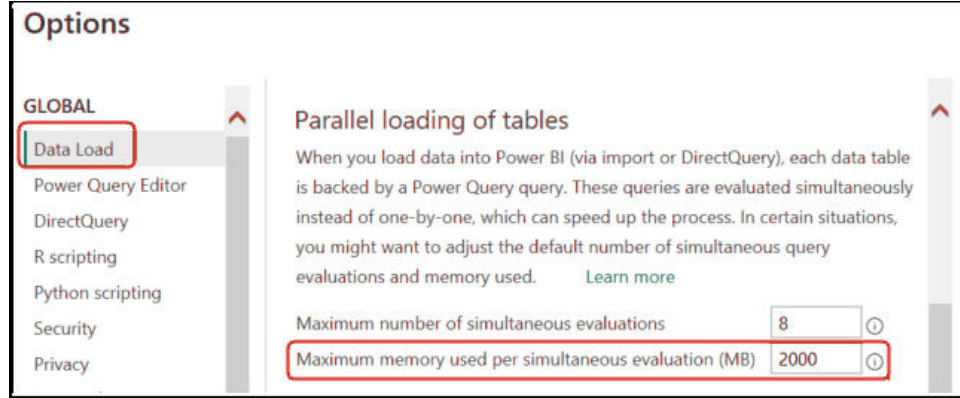 Options
GLOBAL
Data Load
Power Query Editor
DirectQuery
R scripting
Python scripting
Security
Privacy
Parallel loading of tables
When you load data into Power BI (via import or DirectQuery), each data table
is backed by a Power Query query. These queries are evaluated simultaneously
instead of one-by-one, which can speed up the process. In certain situations,
you might want to adjust the default number of simultaneous query
evaluations and memory used. Learn more
Maximum number of simultaneous evaluations 8
Maximum memory used per simultaneous evaluation (MB) 2000